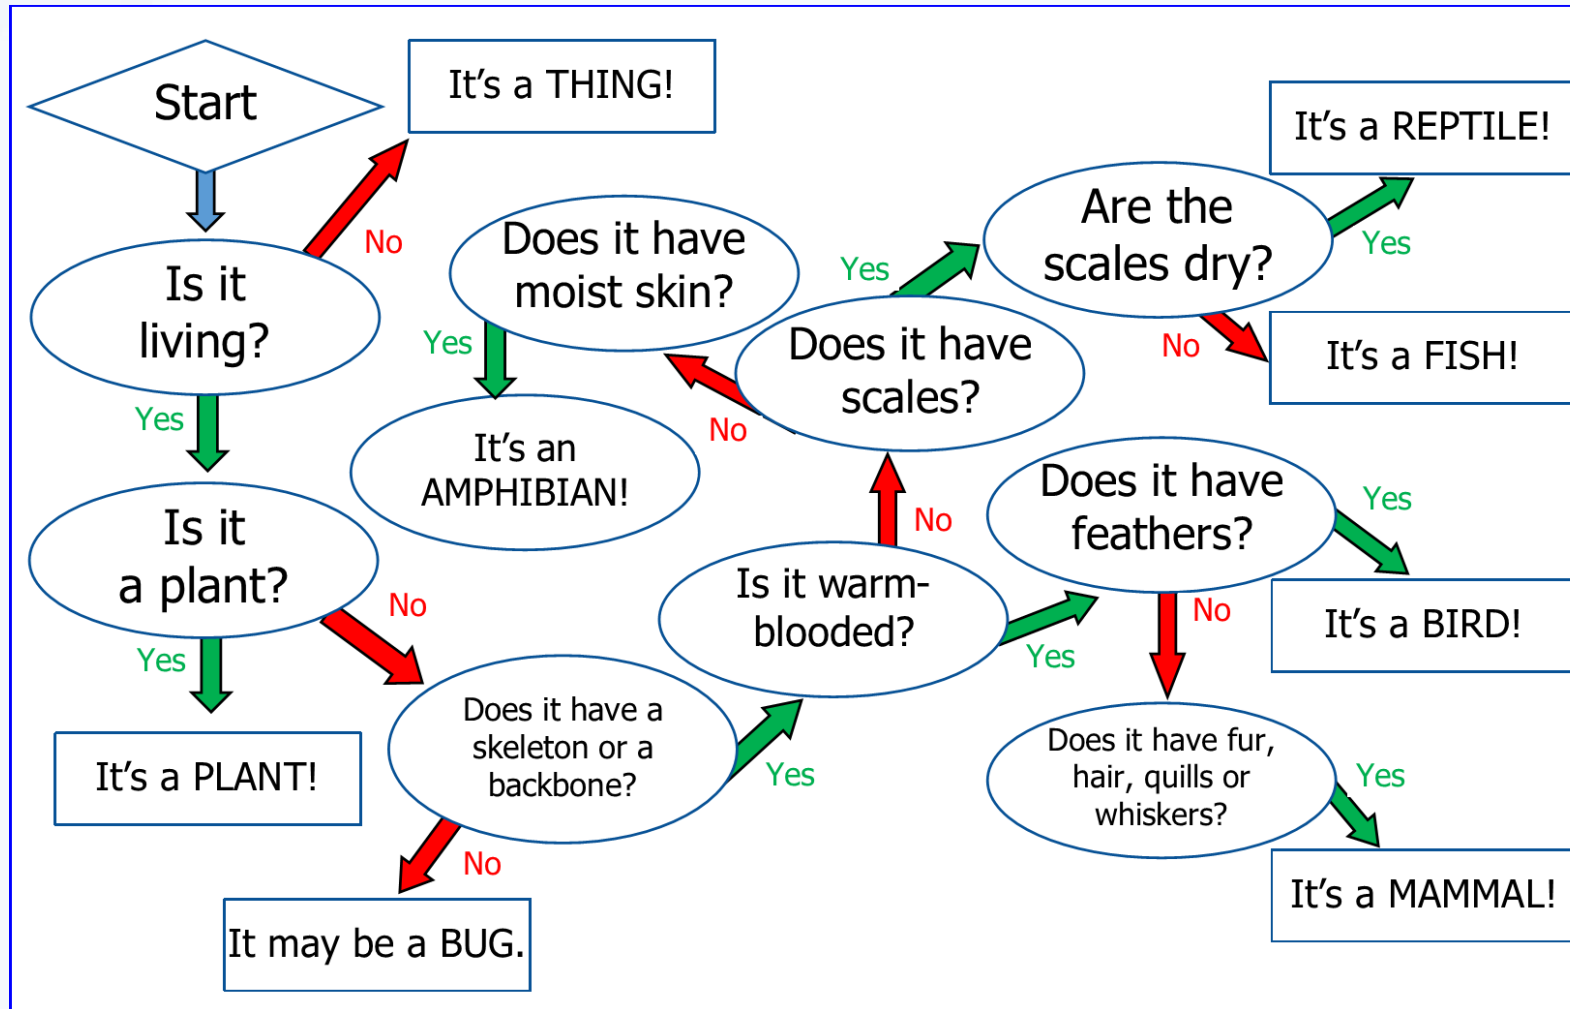 Start
It's a THING!
No
Is it
living?
Yes
Is it
a plant?
Yes
It's a PLANT!
No
Does it have a
skeleton or a
backbone?
No
It may be a BUG.
Yes
Is it warm-
blooded?
No
Does it have
scales?
No
Does it have
moist skin?
Yes
It's an
AMPHIBIAN!
Yes
Are the
scales dry?
Yes
It's a REPTILE!
No
It's a FISH!
Yes
Does it have
feathers?
Yes
It's a BIRD!
No
Does it have fur,
hair, quills or
whiskers?
Yes
It's a MAMMAL!